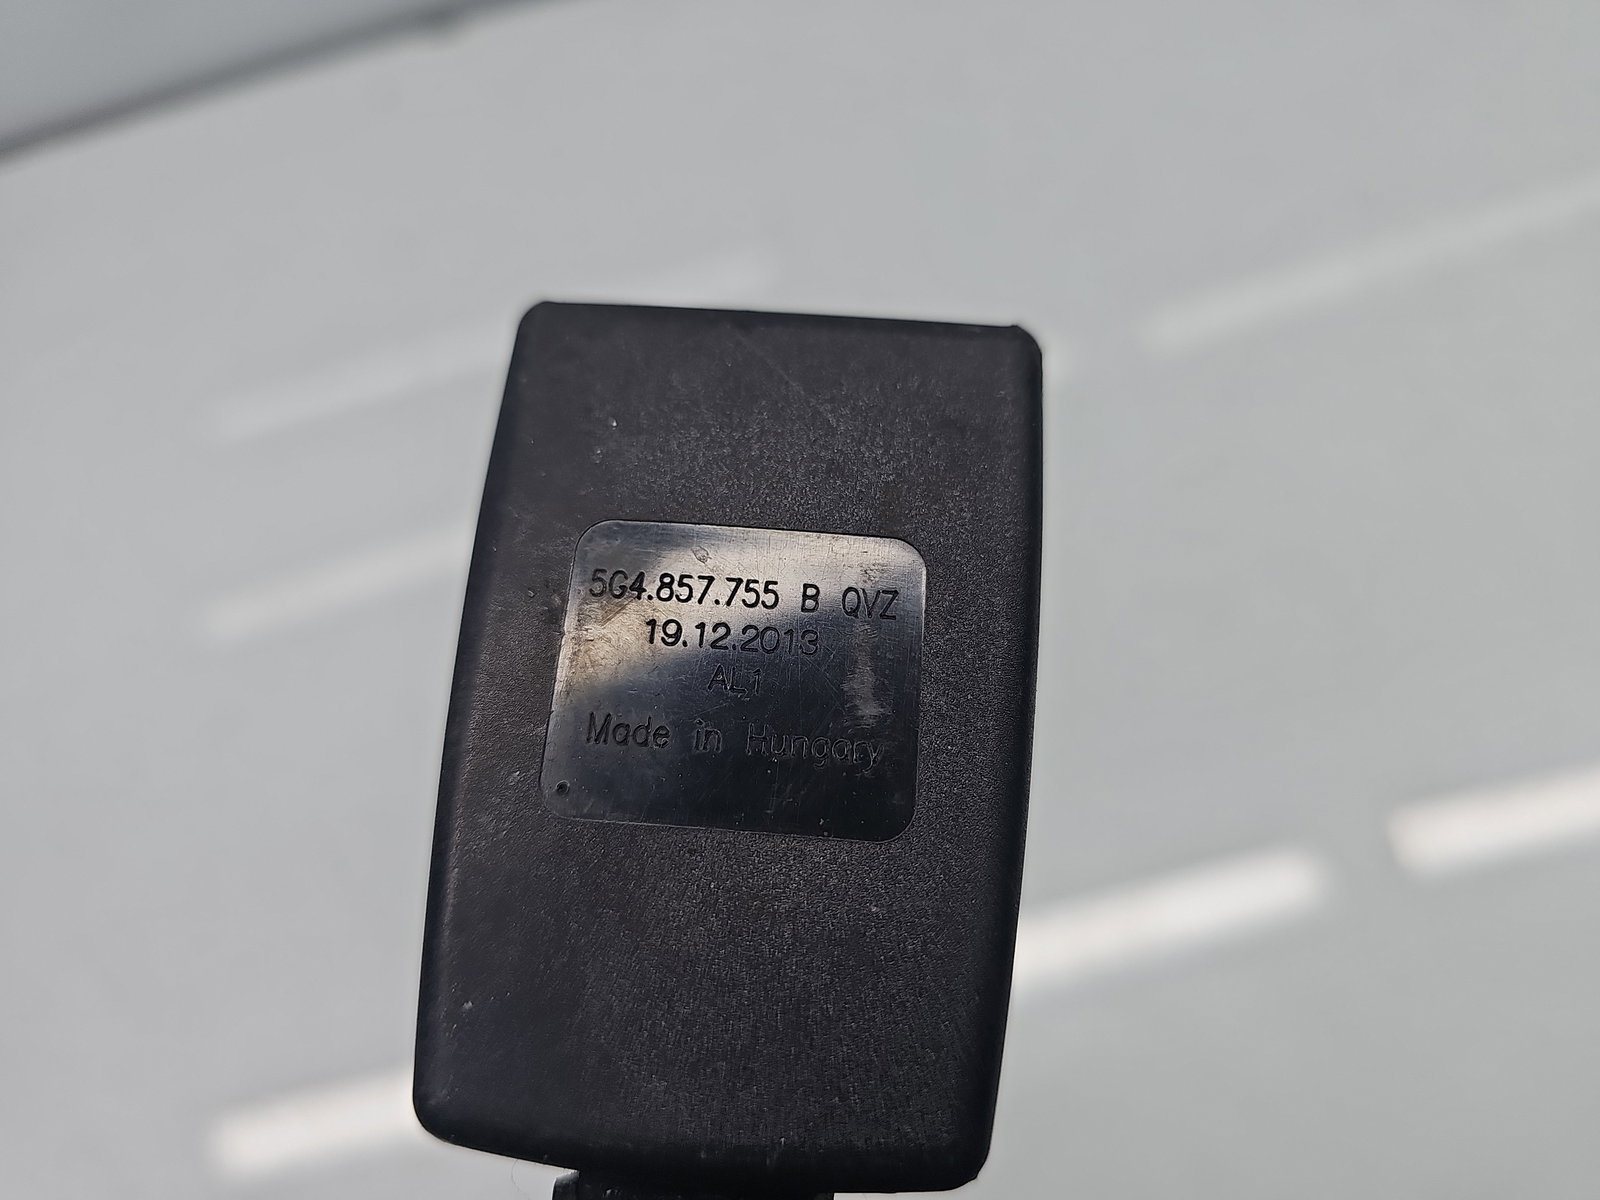 5G4.857.755 B QVZ
19.12.2013
AL1
Made in Hungary